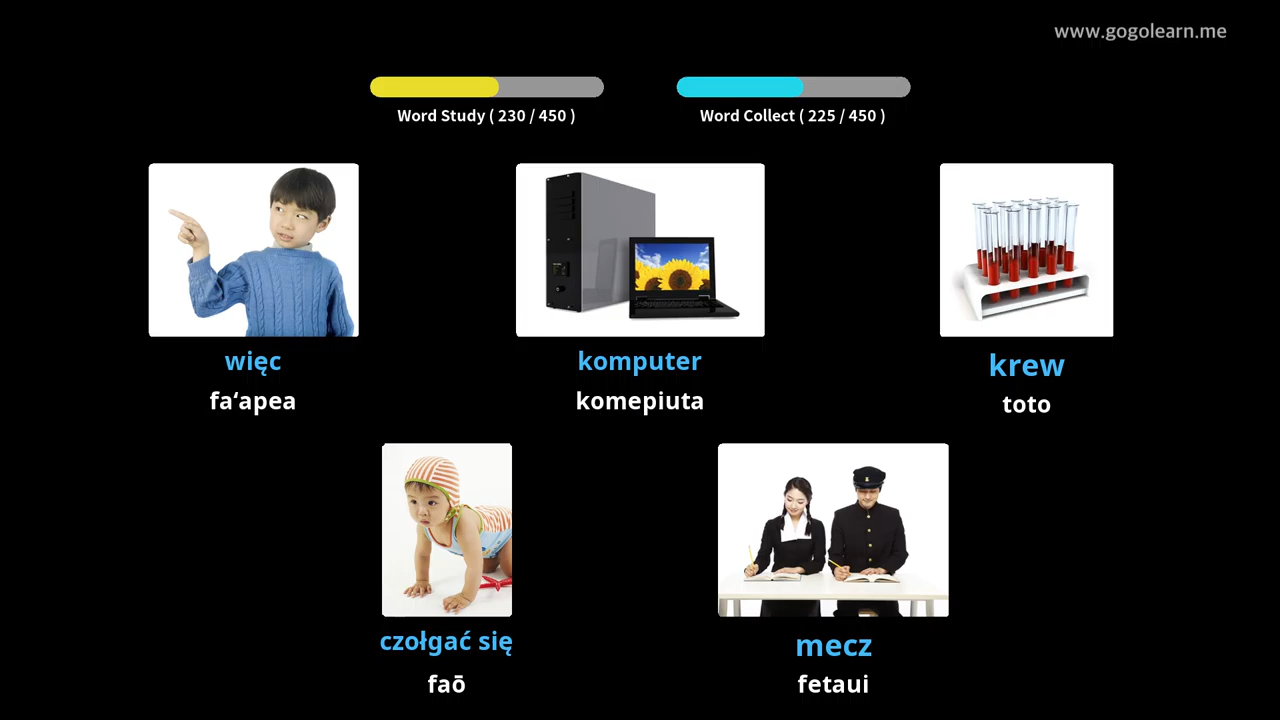 www.gogolearn.me
Word Study ( 230 / 450 )
Word Collect ( 225 / 450 )
więc
fa‘apea
komputer
komepiuta
krew
toto
czołgać się
faō
mecz
fetaui